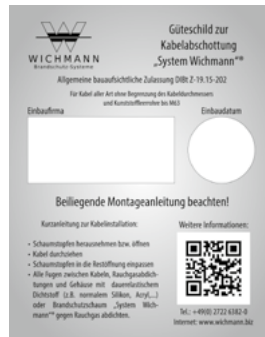 WICHMANN
Brandschutz-Systeme
Güteschild zur
Kabelabschottung
„System Wichmann“®
Allgemeine bauaufsichtliche Zulassung DIBt Z-19.15-202
Für Kabel aller Art ohne Begrenzung des Kabeldurchmessers
und Kunststoffleerrohre bis M63
Einbaufirma
Einbaudatum
Beiliegende Montageanleitung beachten!
Kurzanleitung zur Kabelinstallation:
• Schaumstopfen herausnehmen bzw. öffnen
• Kabel durchziehen
• Schaumstopfen in die Restöffnung einpassen
• Alle Fugen zwischen Kabeln, Rauchgasabdich-
tungen und Gehäuse mit dauerelastischem
Dichtstoff (z.B. normalem Silikon, Acryl,...)
oder Brandschutzschaum „System Wich-
mann“® gegen Rauchgas abdichten.
Weitere Informationen:
Tel.: +49(0) 2722 6382-0
Internet: www.wichmann.biz